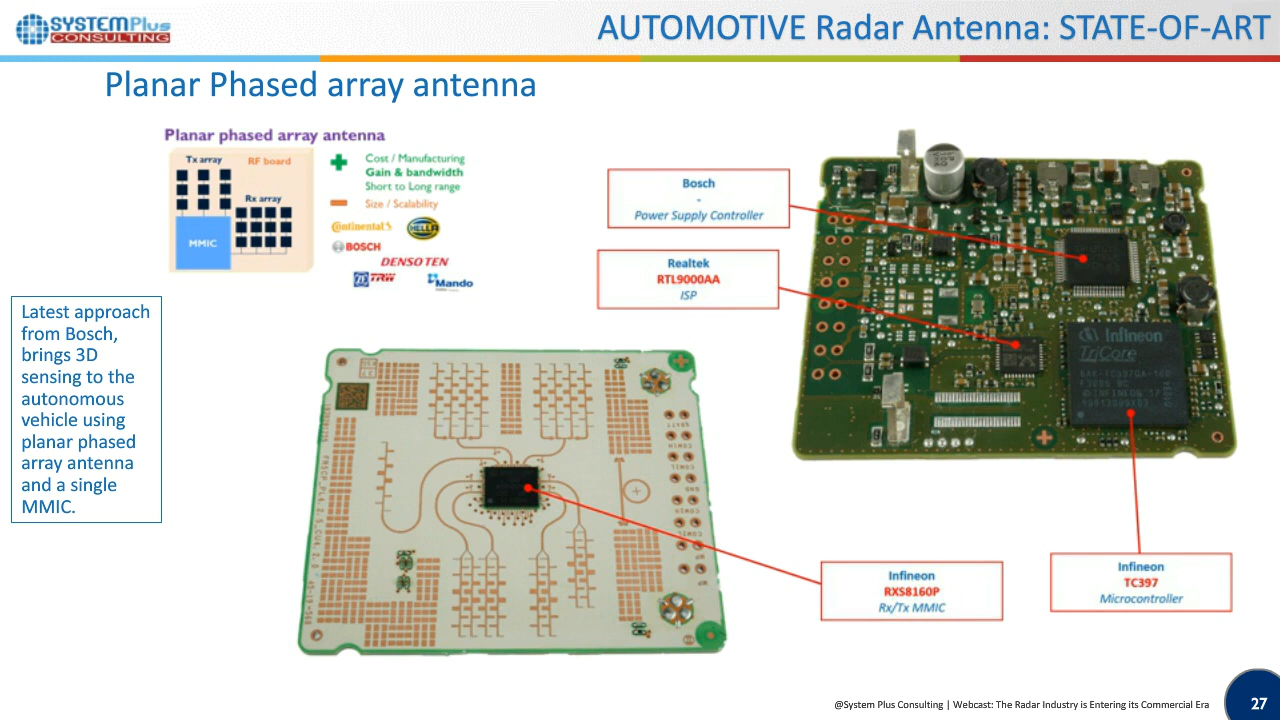 SYSTEMPlus
CONSULTING
AUTOMOTIVE Radar Antenna: STATE-OF-ART
Planar Phased array antenna
Planar phased array antenna
Tx array
RF board
Rx array
MMIC
Cost / Manufacturing
Gain & bandwidth
Short to Long range
Size / Scalability
Continental
HELLA
BOSCH
DENSO TEN
ZF TRW
Mando
Latest approach
from Bosch,
brings 3D
sensing to the
autonomous
vehicle using
planar phased
array antenna
and a single
MMIC.
Bosch
-
Power Supply Controller
Realtek
RTL9000AA
ISP
Infineon
TriCore
Infineon
RXS8160P
Rx/Tx MMIC
Infineon
TC397
Microcontroller
@System Plus Consulting | Webcast: The Radar Industry is Entering its Commercial Era
27